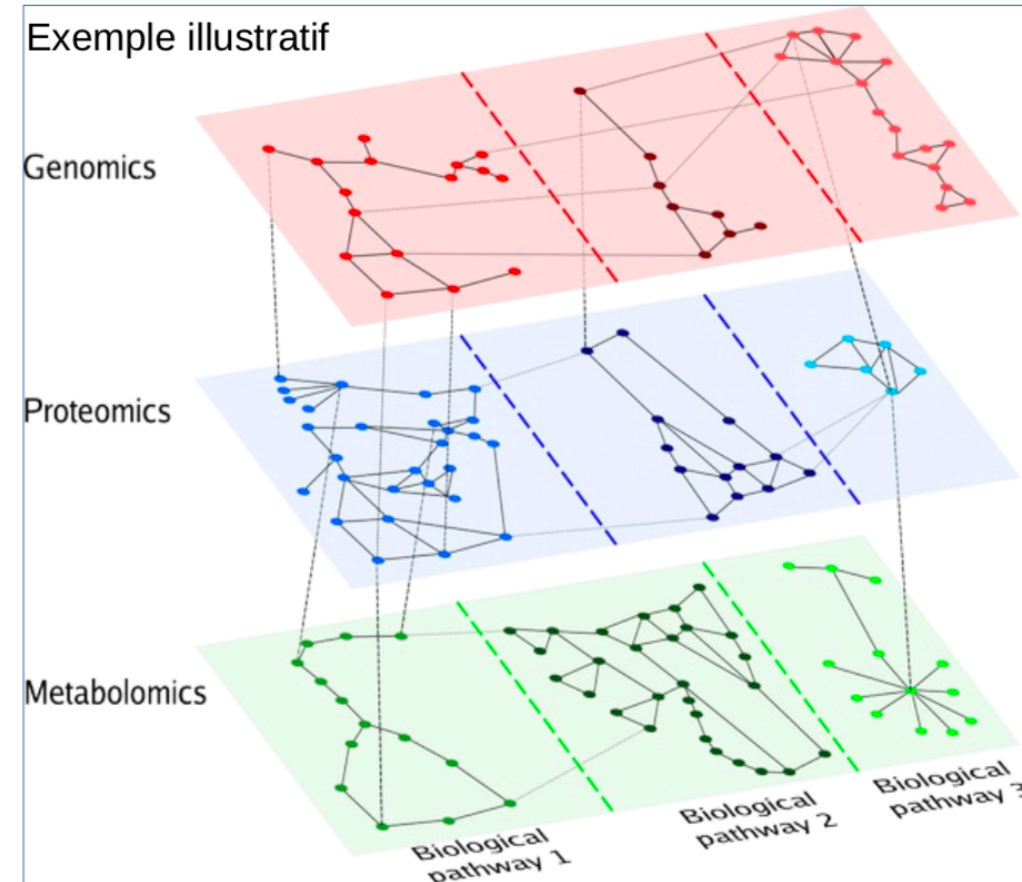 Exemple illustratif
Genomics
Proteomics
Metabolomics
Biological
pathway 1
Biological
pathway 2
Biological
pathway 3